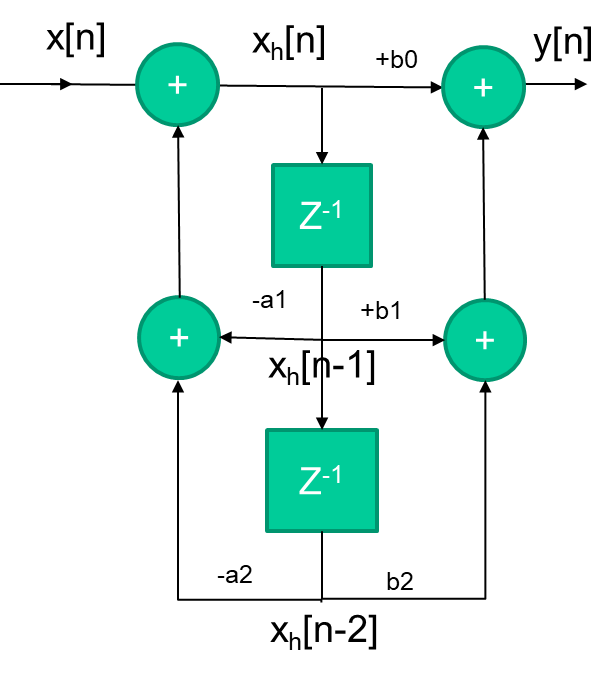 x[n]
xh[n]
+b0
y[n]
+
+
Z-1
-a1
+b1
+
+
xh[n-1]
Z-1
-a2
b2
xh[n-2]